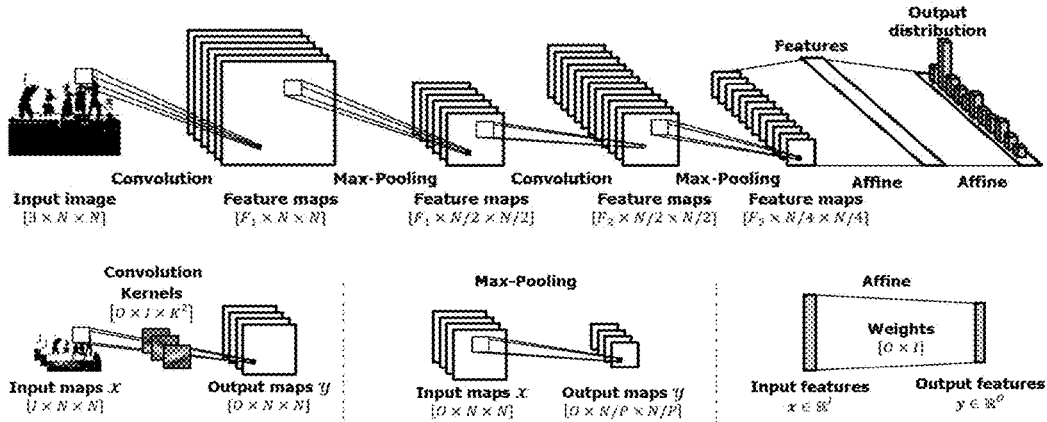 Output
distribution
Features
Convolution
Max-Pooling
Convolution
Max-Pooling
Affine
Affine
Input image
[3 × N × N]
Feature maps
[F₁ × N × N]
Feature maps
[F₁ × N/2 × N/2]
Feature maps
[F₂ × N/2 × N/2]
Feature maps
[F₂ × N/4 × N/4]
Convolution
Kernels
[O × I × K²]
Input maps x
[I × N × N]
Output maps y
[O × N × N]
Max-Pooling
Input maps x
[O × N × N]
Output maps y
[O × N/P × N/P]
Affine
Weights
[O × I]
Input features
x ∈ ℝᴵ
Output features
y ∈ ℝᴼ